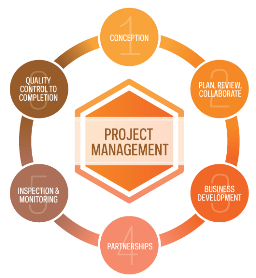 1
CONCEPTION
2
PLAN, REVIEW,
COLLABORATE
3
BUSINESS
DEVELOPMENT
4
PARTNERSHIPS
5
INSPECTION &
MONITORING
6
QUALITY
CONTROL TO
COMPLETION
PROJECT
MANAGEMENT